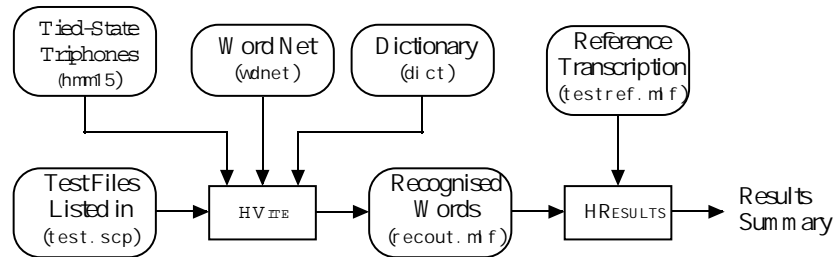 Tied-State
Triphones
(hmm15)
Word Net
(wdnet)
Dictionary
(dict)
Reference
Transcription
(testref.mlf)
Test Files
Listed in
(test.scp)
HVITE
Recognised
Words
(recout.mlf)
HRESULTS
Results
Summary